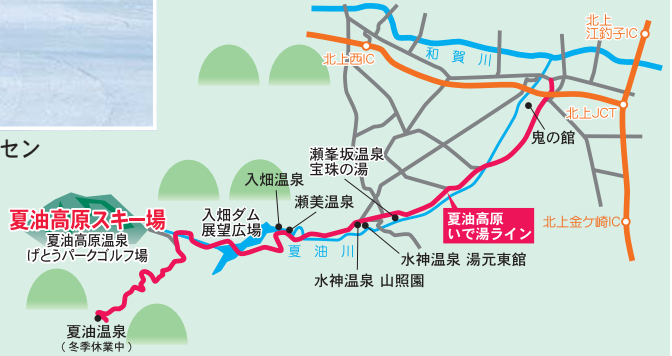 セン
北上
江釣子IC
和賀川
北上西IC
北上JCT
鬼の館
瀬峯坂温泉
宝珠の湯
入畑温泉
瀬美温泉
夏油高原スキー場
夏油高原温泉
げとうパークゴルフ場
入畑ダム
展望広場
夏油高原
いで湯ライン
北上金ケ崎IC
夏油川
水神温泉 湯元東館
水神温泉 山照園
夏油温泉
（冬季休業中）